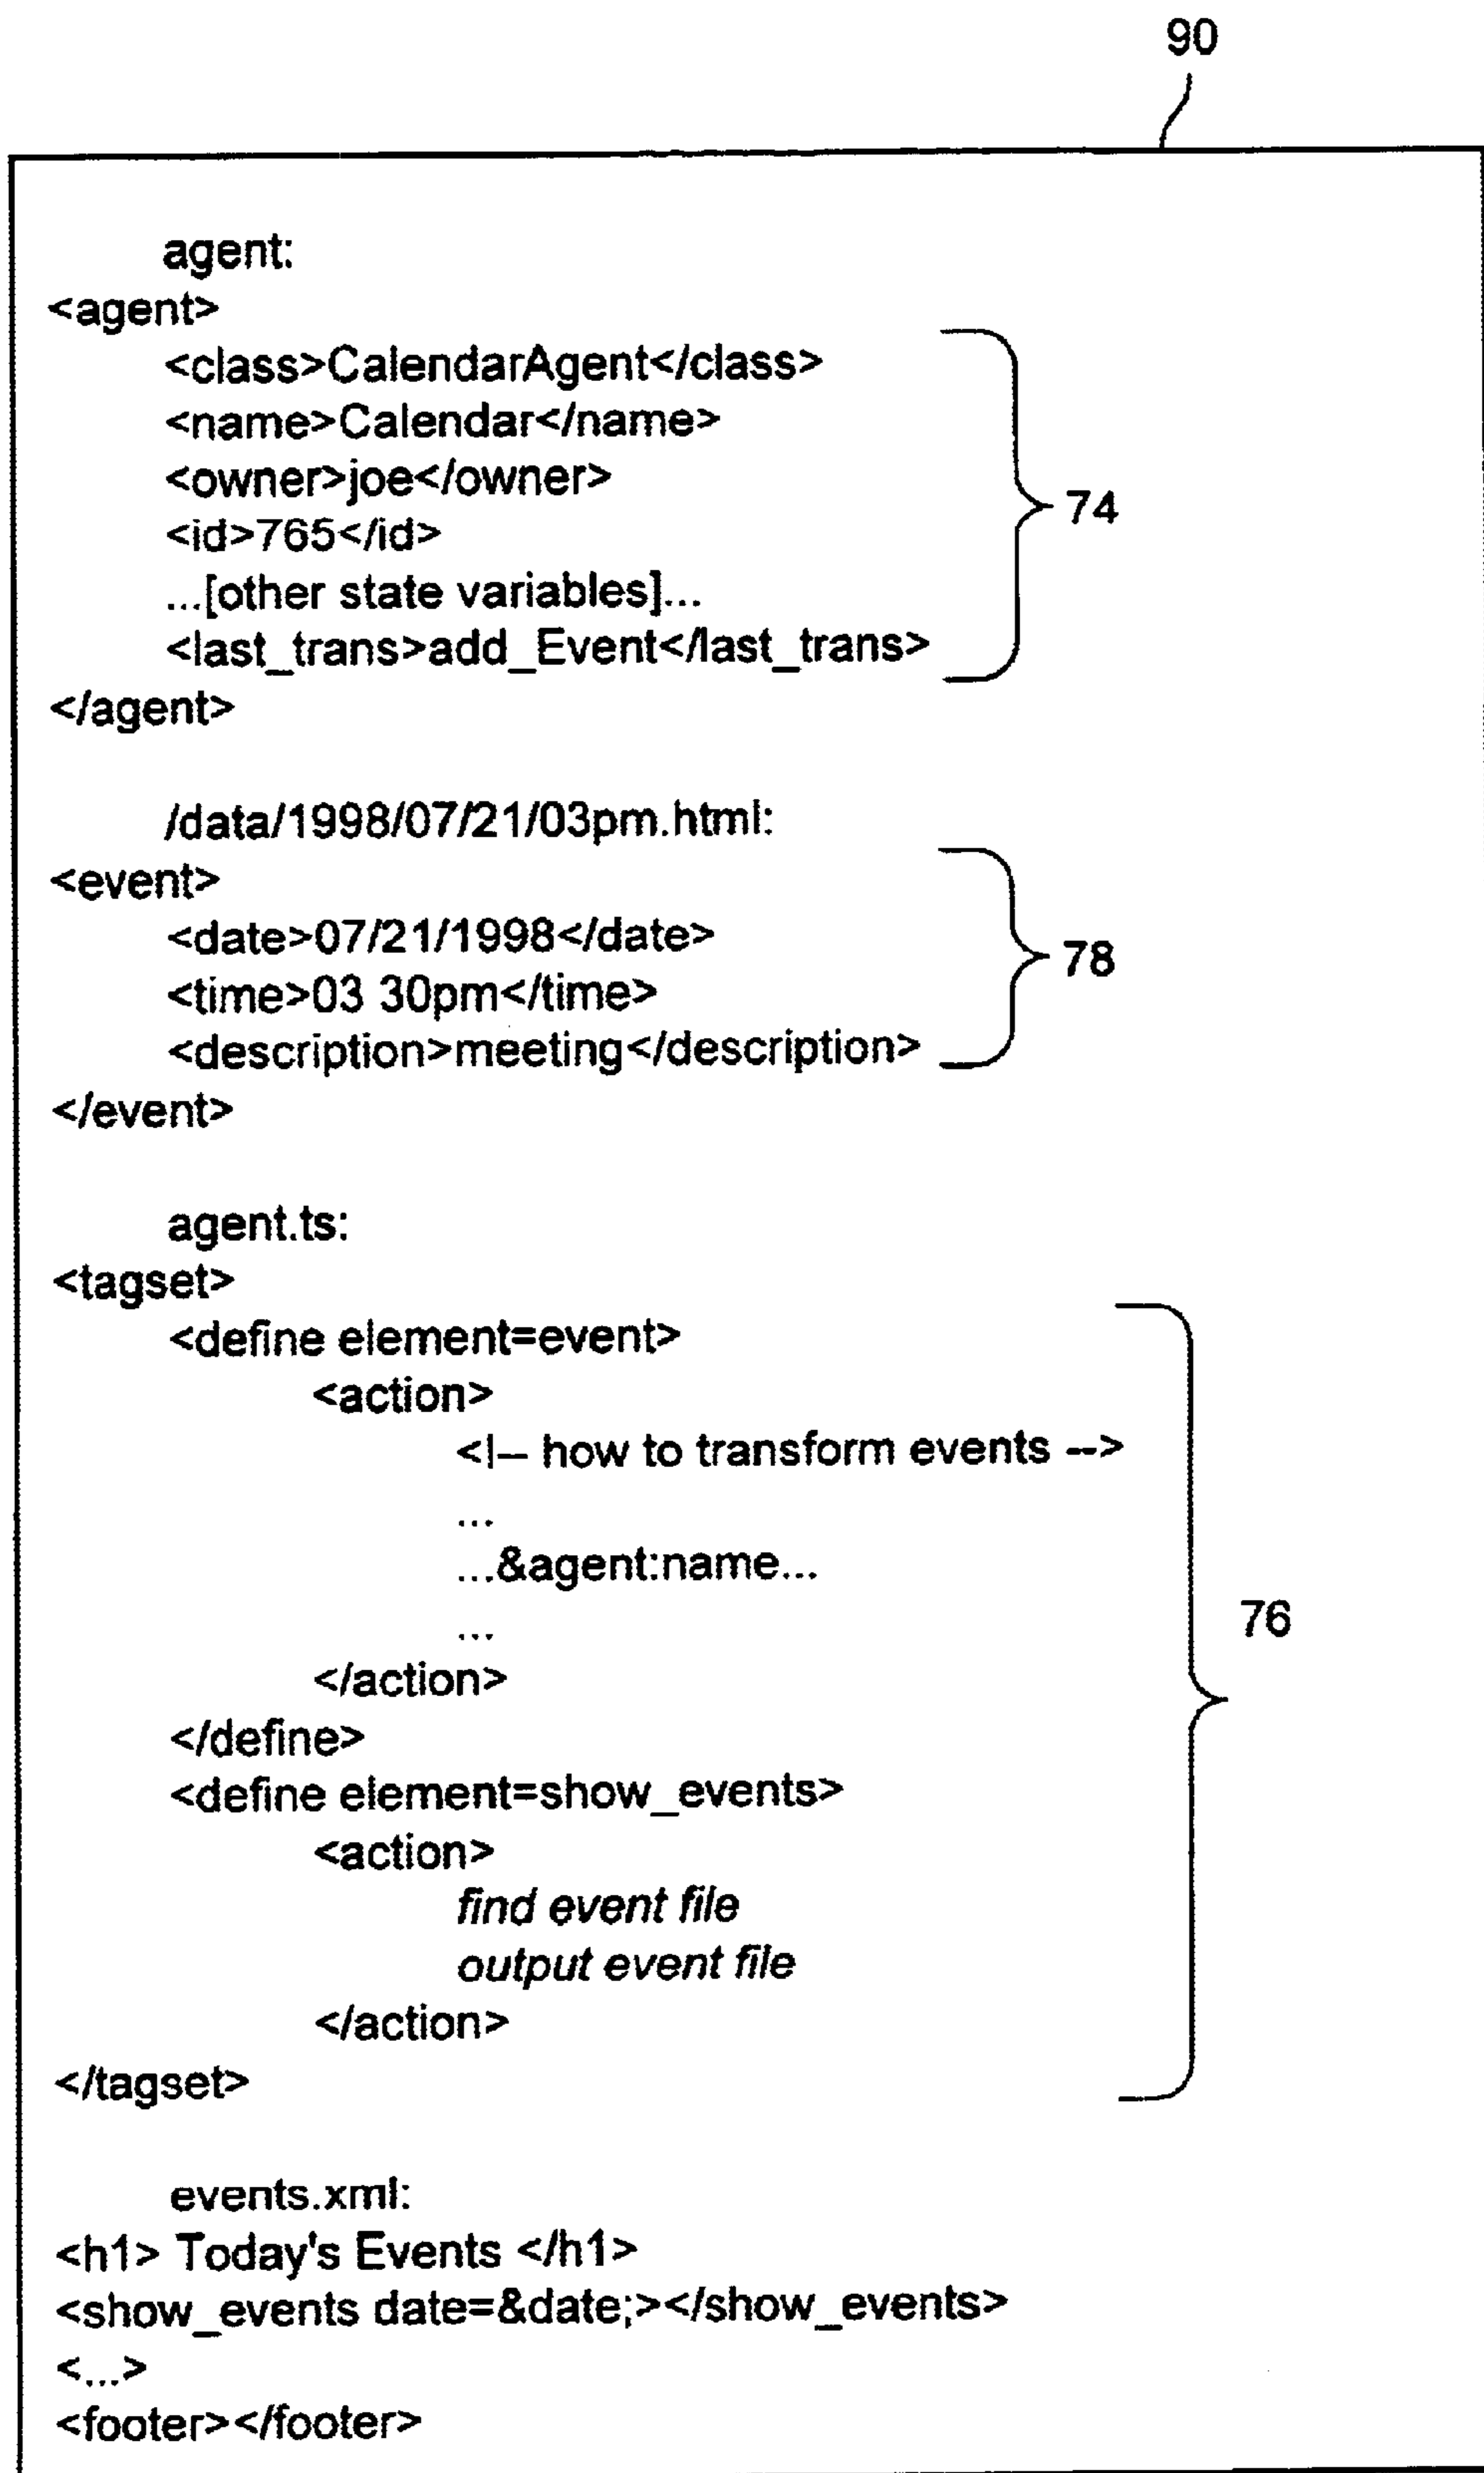 90
agent:
<agent>
<class>CalendarAgent</class>
<name>Calendar</name>
<owner>joe</owner>
<id>765</id>
...[other state variables]...
<last_trans>add_Event</last_trans>
</agent>
74
/data/1998/07/21/03pm.html:
<event>
<date>07/21/1998</date>
<time>03 30pm</time>
<description>meeting</description>
</event>
78
agent.ts:
<tagset>
<define element=event>
<action>
<!-- how to transform events -->
...
...&agent:name...
...
</action>
</define>
<define element=show_events>
<action>
find event file
output event file
</action>
</tagset>
76
events.xml:
<h1> Today's Events </h1>
<show_events date=&date;></show_events>
<...>
<footer></footer>